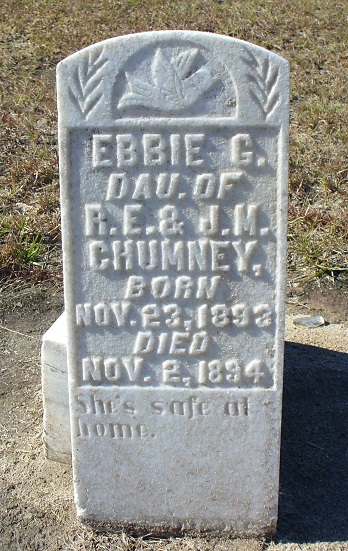 EBBIE G.
DAU. OF
R.E. & J.M.
CHUMNEY,
BORN
NOV. 23, 1893
DIED
NOV. 2, 1894
She's safe at
home.